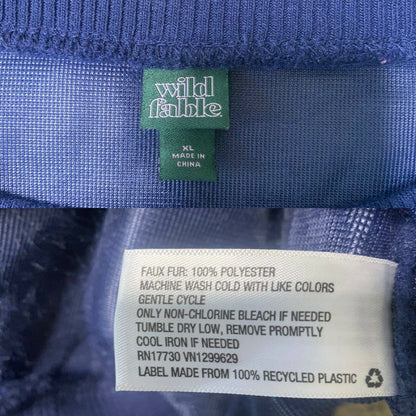 wild
fable
XL
MADE IN
CHINA
FAUX FUR: 100% POLYESTER
MACHINE WASH COLD WITH LIKE COLORS
GENTLE CYCLE
ONLY NON-CHLORINE BLEACH IF NEEDED
TUMBLE DRY LOW, REMOVE PROMPTLY
COOL IRON IF NEEDED
RN17730 VN1299629
LABEL MADE FROM 100% RECYCLED PLASTIC